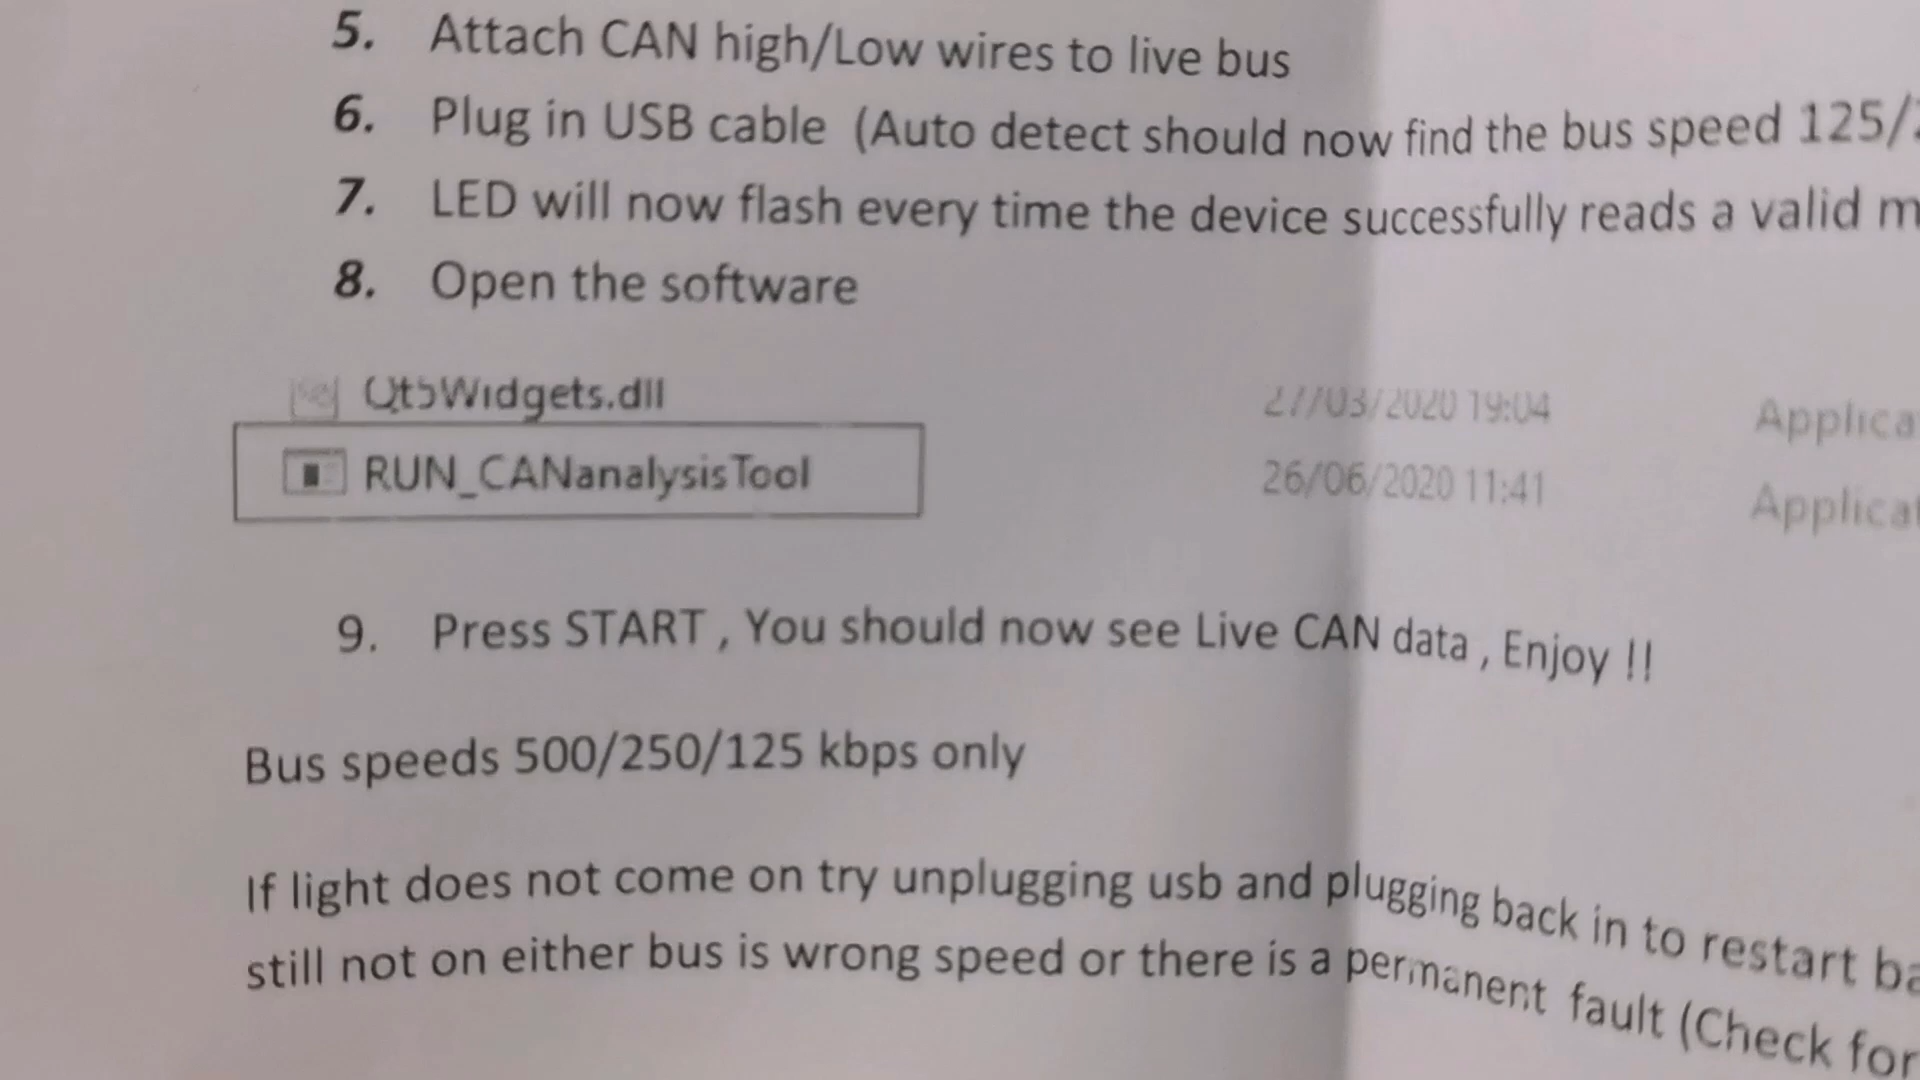 5. Attach CAN high/Low wires to live bus
6. Plug in USB cable (Auto detect should now find the bus speed 125/
7. LED will now flash every time the device successfully reads a valid m
8. Open the software
Qt5Widgets.dll 27/03/2020 19:04 Applica
RUN_CANanalysisTool 26/06/2020 11:41 Applicat
9. Press START , You should now see Live CAN data , Enjoy !!
Bus speeds 500/250/125 kbps only
If light does not come on try unplugging usb and plugging back in to restart ba
still not on either bus is wrong speed or there is a permanent fault (Check for